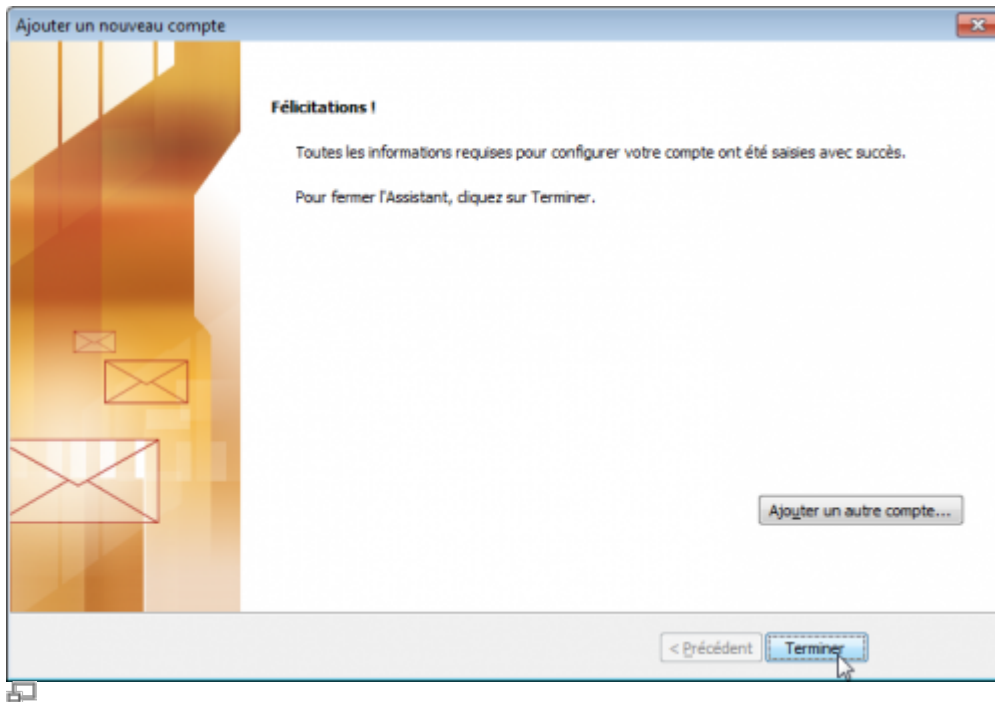 Ajouter un nouveau compte
Félicitations !
Toutes les informations requises pour configurer votre compte ont été saisies avec succès.
Pour fermer l'Assistant, cliquez sur Terminer.
Ajouter un autre compte...
< Précédent
Terminer